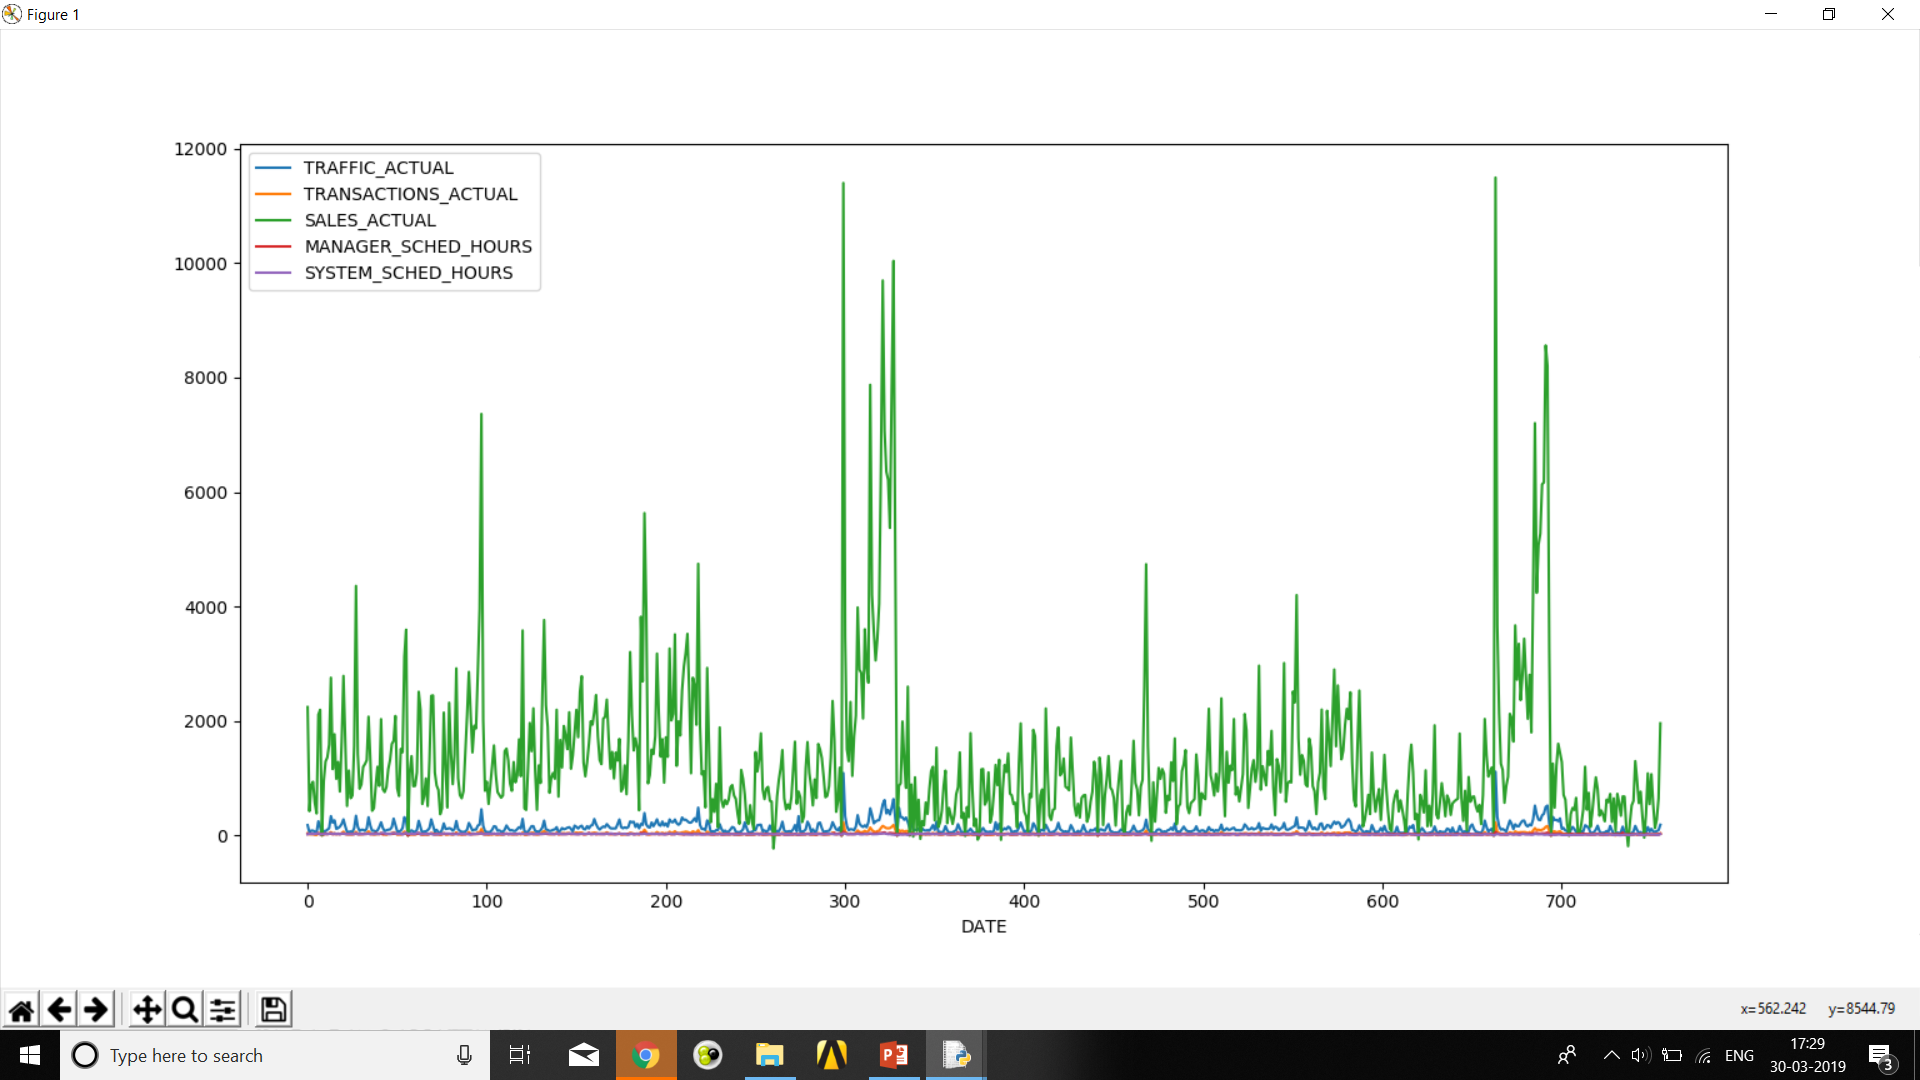 Figure 1
12000
10000
8000
6000
4000
2000
0
TRAFFIC_ACTUAL
TRANSACTIONS_ACTUAL
SALES_ACTUAL
MANAGER_SCHED_HOURS
SYSTEM_SCHED_HOURS
0 100 200 300 400 500 600 700
DATE
x=562.242 y=8544.79
Type here to search
P
ENG
17:29
30-03-2019
3